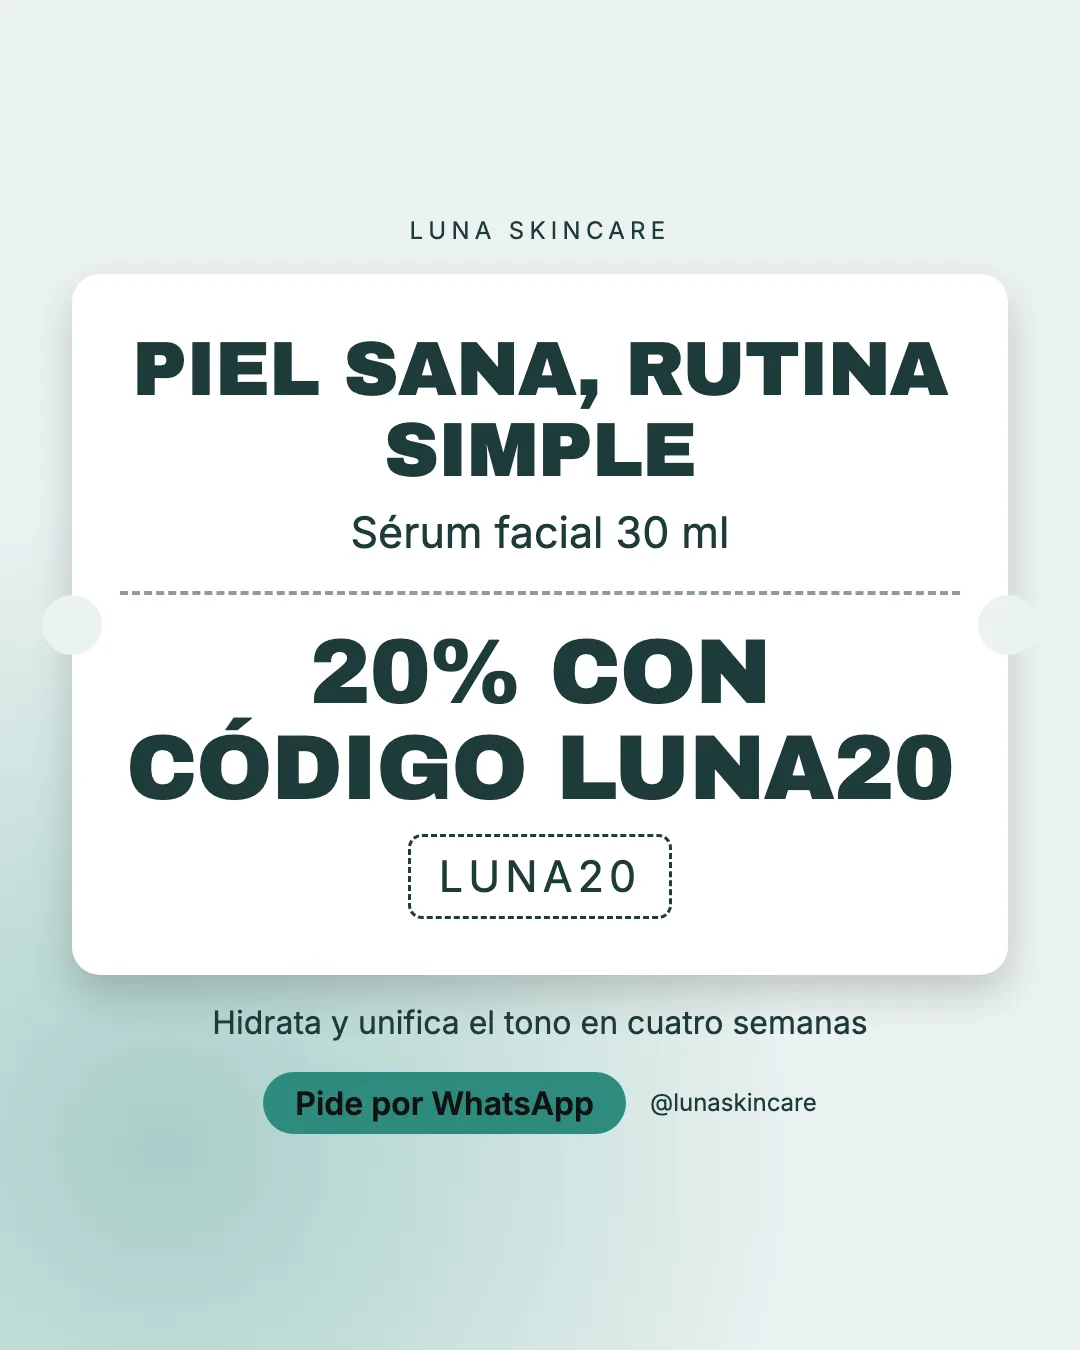 LUNA SKINCARE
PIEL SANA, RUTINA
SIMPLE
Sérum facial 30 ml
20% CON
CÓDIGO LUNA20
LUNA20
Hidrata y unifica el tono en cuatro semanas
Pide por WhatsApp
@lunaskincare